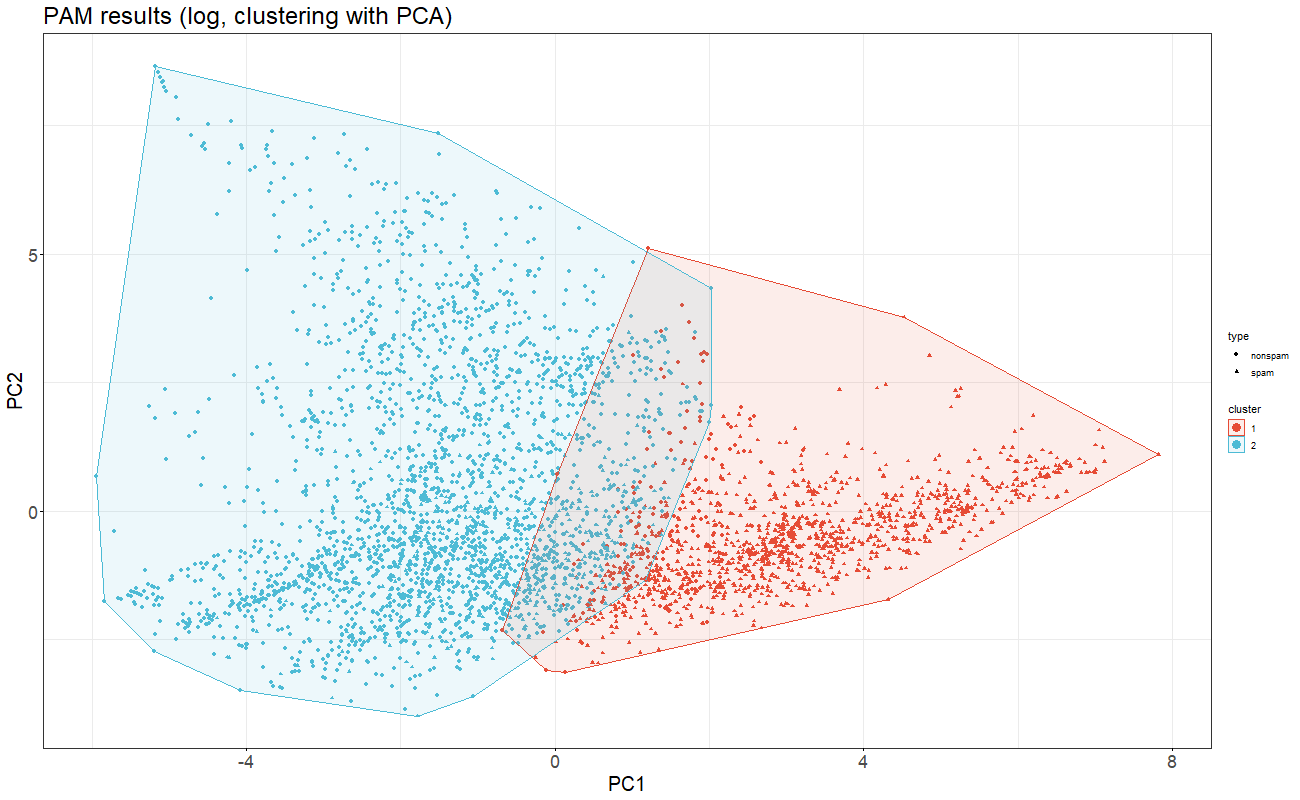 PAM results (log, clustering with PCA)
PC2
5
0
-4
0
4
8
PC1
type
nonspam
spam
cluster
1
2